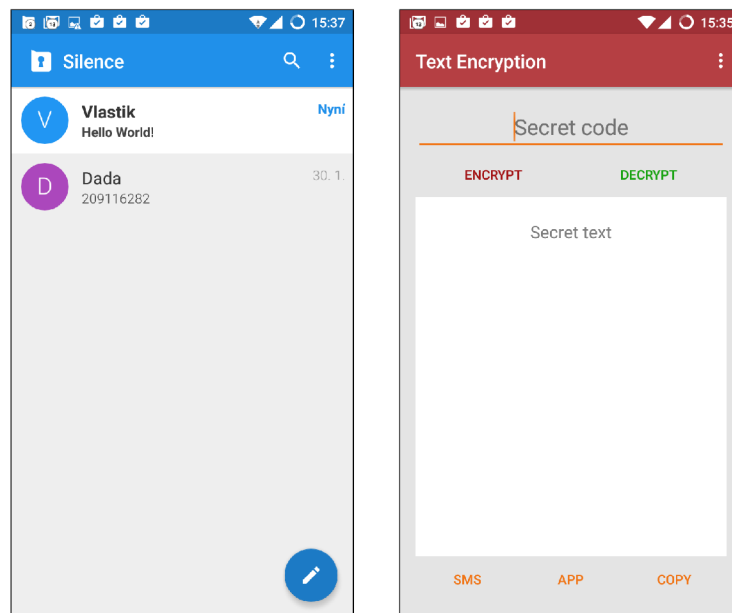 15:37
Silence
V
Vlastik
Nyní
Hello World!
D
Dada
30. 1.
209116282
15:35
Text Encryption
Secret code
ENCRYPT
DECRYPT
Secret text
SMS
APP
COPY